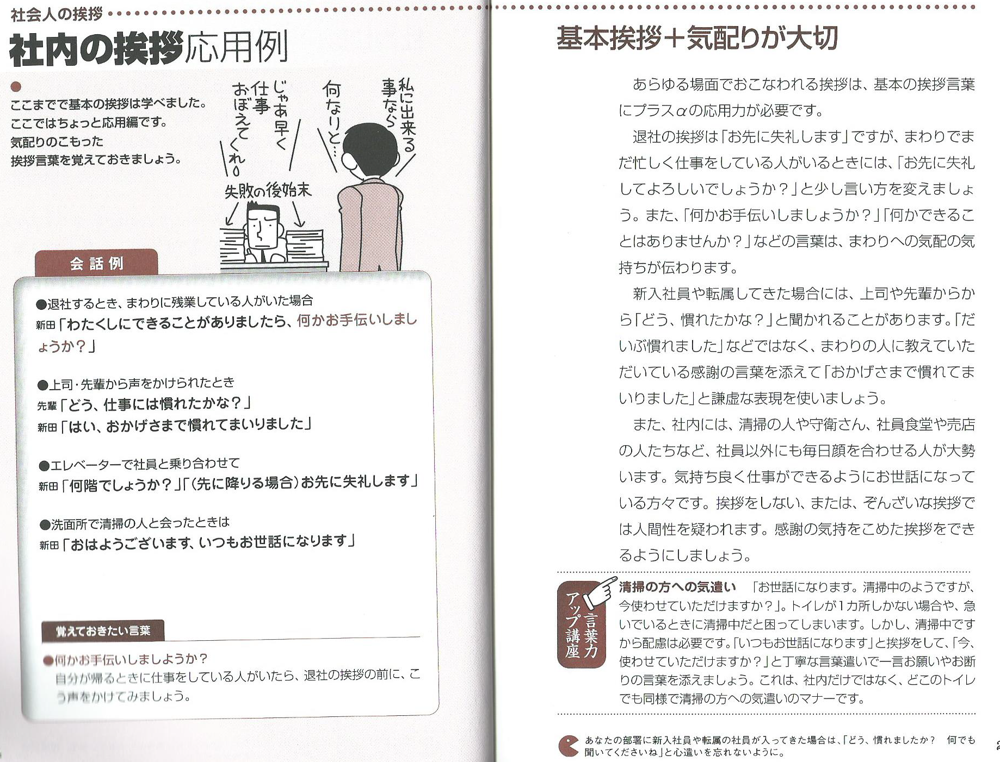 社会人の挨拶
社内の挨拶応用例
ここまでで基本の挨拶は学べました。
ここではちょっと応用編です。
気配りのこもった
挨拶言葉を覚えておきましょう。
私に出来る
事なら
何なりと…
じゃあ早く
仕事
おぼえてくれ。
失敗の後始末
会話例
●退社するとき、まわりに残業している人がいた場合
新田「わたくしにできることがありましたら、何かお手伝いしまし
ょうか？」
●上司・先輩から声をかけられたとき
先輩「どう、仕事には慣れたかな？」
新田「はい、おかげさまで慣れてまいりました」
●エレベーターで社員と乗り合わせて
新田「何階でしょうか？」「（先に降りる場合）お先に失礼します」
●洗面所で清掃の人と会ったときは
新田「おはようございます、いつもお世話になります」
覚えておきたい言葉
●何かお手伝いしましようか？
自分が帰るときに仕事をしている人がいたら、退社の挨拶の前に、こ
う声をかけてみましょう。
基本挨拶＋気配りが大切
あらゆる場面でおこなわれる挨拶は、基本の挨拶言葉
にプラスαの応用力が必要です。
退社の挨拶は「お先に失礼します」ですが、まわりでま
だ忙しく仕事をしている人がいるときには、「お先に失礼
してよろしいでしょうか？」と少し言い方を変えましょ
う。また、「何かお手伝いしましょうか？」「何かできるこ
とはありませんか？」などの言葉は、まわりへの気配の気
持ちが伝わります。
新入社員や転属してきた場合には、上司や先輩からか
ら「どう、慣れたかな？」と聞かれることがあります。「だ
いぶ慣れました」などではなく、まわりの人に教えていた
だいている感謝の言葉を添えて「おかげさまで慣れてま
いりました」と謙虚な表現を使いましょう。
また、社内には、清掃の人や守衛さん、社員食堂や売店
の人たちなど、社員以外にも毎日顔を合わせる人が大勢
います。気持ち良く仕事ができるようにお世話になって
いる方々です。挨拶をしない、または、ぞんざいな挨拶で
は人間性を疑われます。感謝の気持をこめた挨拶をでき
るようにしましょう。
言葉力
アップ講座
清掃の方への気遣い　「お世話になります。清掃中のようですが、
今使わせていただけますか？」。トイレが1カ所しかない場合や、急
いでいるときに清掃中だと困ってしまいます。しかし、清掃中です
から配慮は必要です。「いつもお世話になります」と挨拶をして、「今、
使わせていただけますか？」と丁寧な言葉遣いで一言お願いやお断
りの言葉を添えましょう。これは、社内だけではなく、どこのトイレ
でも同様で清掃の方への気遣いのマナーです。
あなたの部署に新入社員や転属の社員が入ってきた場合は、「どう、慣れましたか？　何でも
聞いてくださいね」と心遣いを忘れないように。